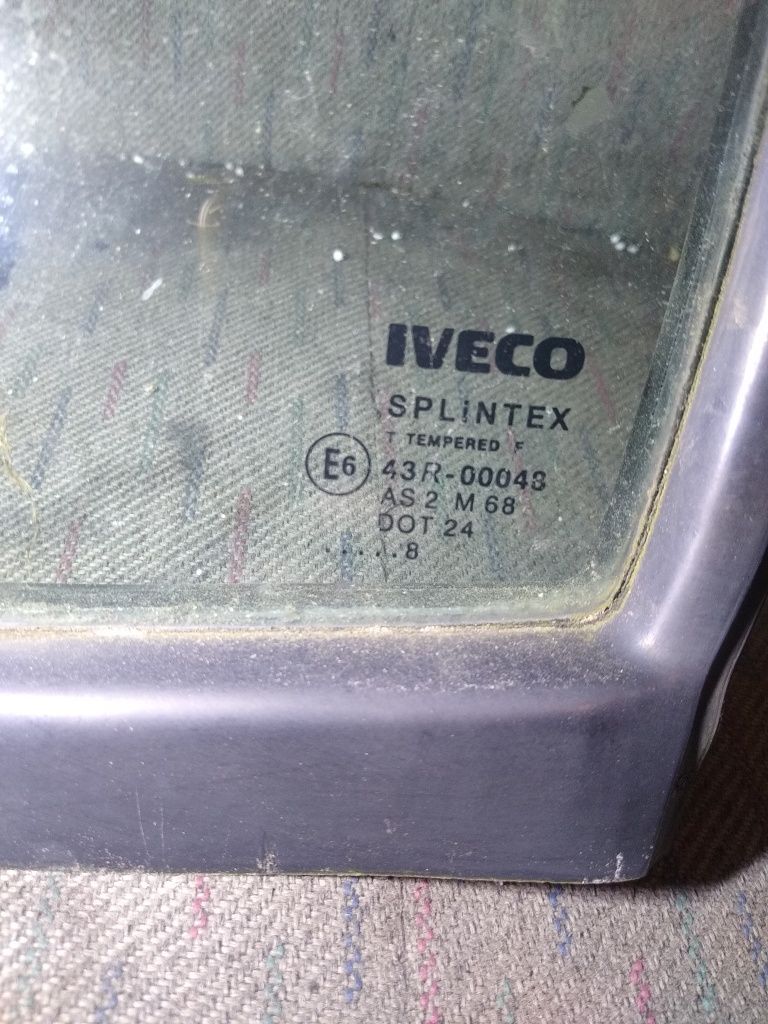 IVECO
SPLiNTEX
T TEMPERED F
E6 43R-00048
AS 2 M 68
DOT 24
.....8